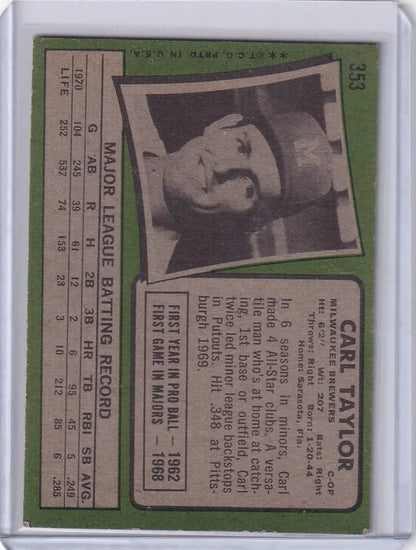 353
**T.C.G. PRTD. IN U.S.A.
CARL TAYLOR
MILWAUKEE BREWERS C-OF
Ht: 6'2" Wt: 207 Bats: Right
Throws: Right Born: 1-20-44
Home: Sarasota, Fla.
In 6 seasons in minors, Carl
made 4 All-Star clubs. A versa-
tile man who's at home at catch-
ing, 1st base or outfield, Carl
twice led minor league backstops
in Putouts. Hit .348 at Pitts-
burgh 1969.
FIRST YEAR IN PRO BALL — 1962
FIRST GAME IN MAJORS — 1968
MAJOR LEAGUE BATTING RECORD
G AB R H 2B 3B HR TB RBI SB AVG.
1970 104 245 39 61 12 2 6 95 45 5 .249
LIFE 252 537 74 153 23 3 10 212 85 6 .285